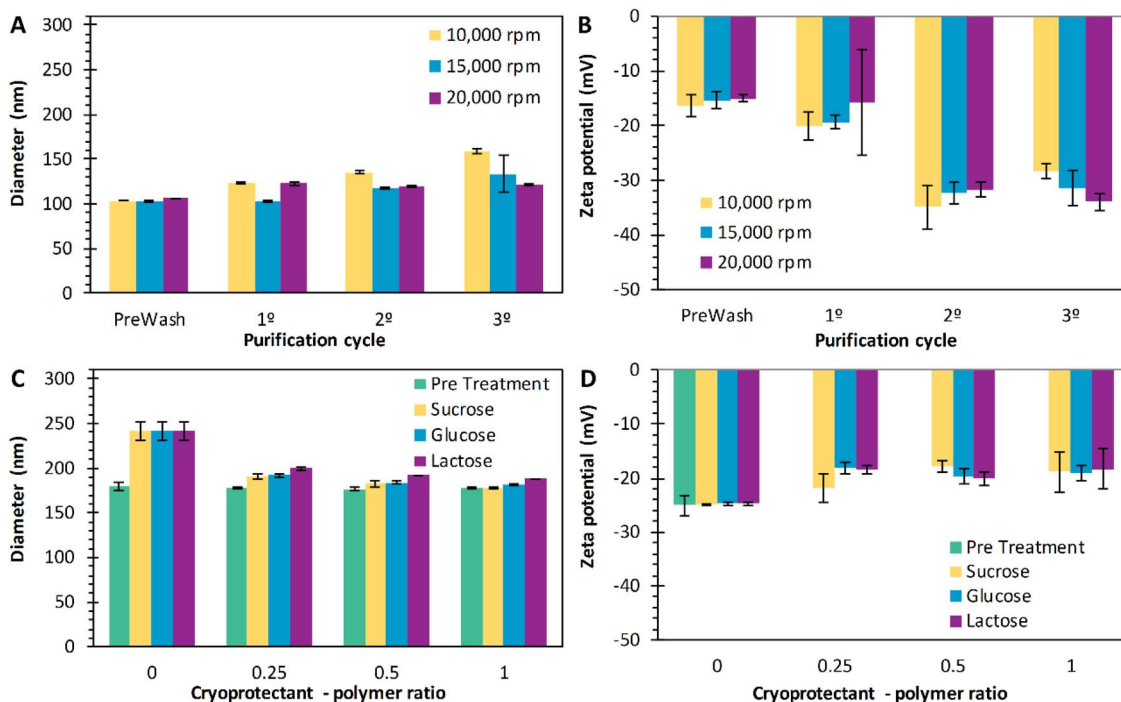 A
Diameter (nm)
300
250
200
150
100
50
0
10,000 rpm
15,000 rpm
20,000 rpm
PreWash 1º 2º 3º
Purification cycle
B
Zeta potential (mV)
0
-10
-20
-30
-40
-50
10,000 rpm
15,000 rpm
20,000 rpm
PreWash 1º 2º 3º
Purification cycle
C
Diameter (nm)
300
250
200
150
100
50
0
Pre Treatment
Sucrose
Glucose
Lactose
0 0.25 0.5 1
Cryoprotectant - polymer ratio
D
Zeta potential (mV)
0
-10
-20
-30
-40
-50
Pre Treatment
Sucrose
Glucose
Lactose
0 0.25 0.5 1
Cryoprotectant - polymer ratio